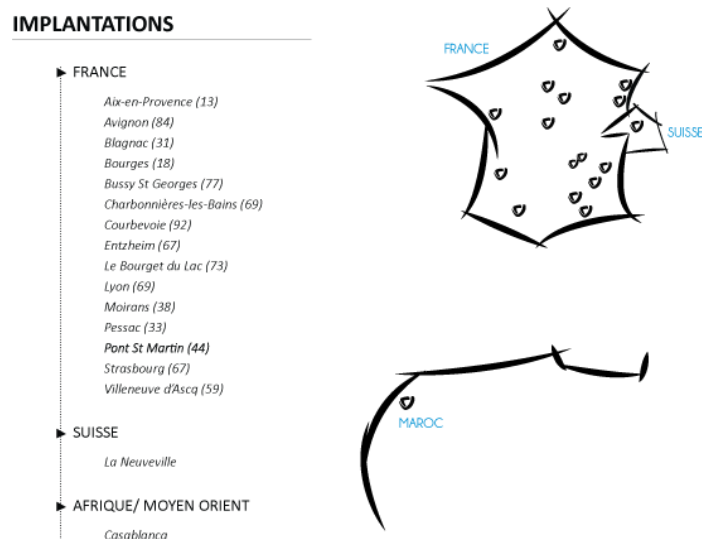 IMPLANTATIONS
FRANCE
Aix-en-Provence (13)
Avignon (84)
Blagnac (31)
Bourges (18)
Bussy St Georges (77)
Charbonnières-les-Bains (69)
Courbevoie (92)
Entzheim (67)
Le Bourget du Lac (73)
Lyon (69)
Moirans (38)
Pessac (33)
Pont St Martin (44)
Strasbourg (67)
Villeneuve d'Ascq (59)
SUISSE
La Neuveville
AFRIQUE/ MOYEN ORIENT
Casablanca
FRANCE
SUISSE
MAROC